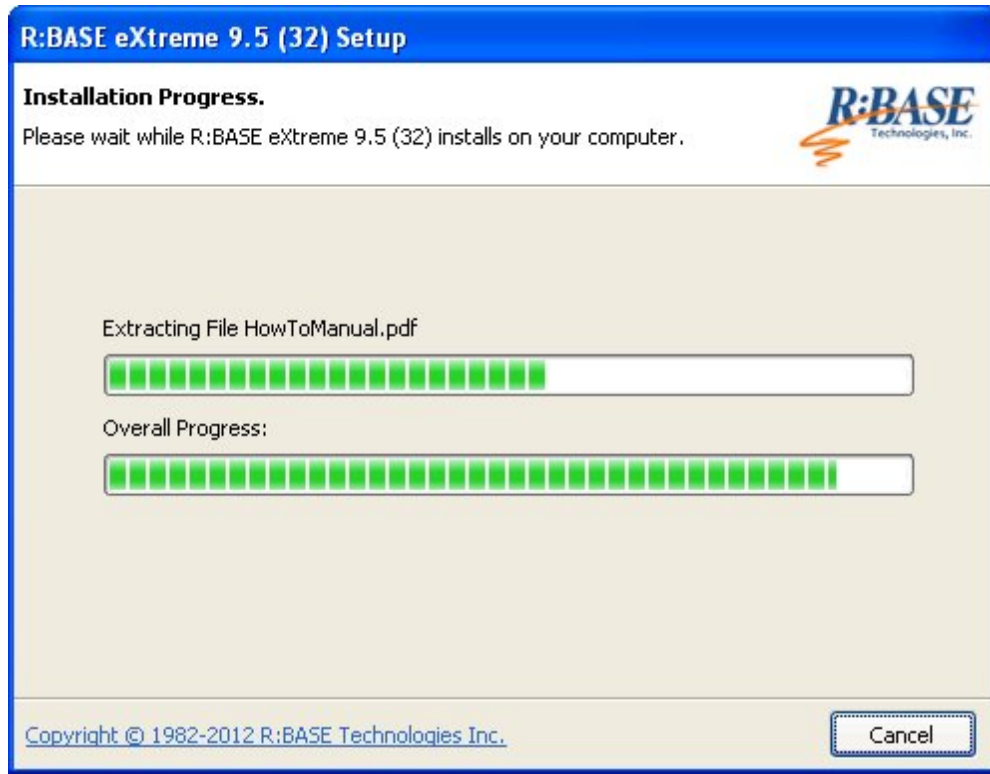 R:BASE eXtreme 9.5 (32) Setup
Installation Progress.
Please wait while R:BASE eXtreme 9.5 (32) installs on your computer.
R:BASE
Technologies, Inc.
Extracting File HowToManual.pdf
Overall Progress:
Copyright © 1982-2012 R:BASE Technologies Inc.
Cancel